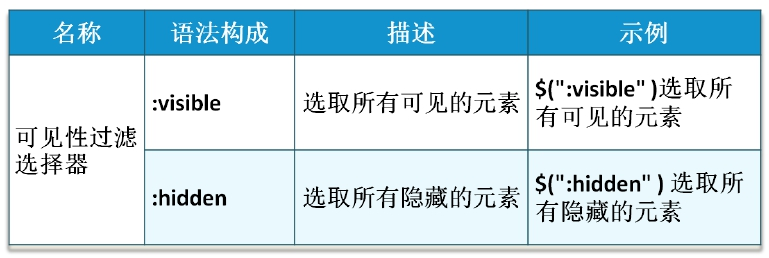 名称 语法构成 描述 示例
可见性过滤
选择器
:visible 选取所有可见的元素 $(":visible" )选取所
有可见的元素
:hidden 选取所有隐藏的元素 $(":hidden" ) 选取所
有隐藏的元素